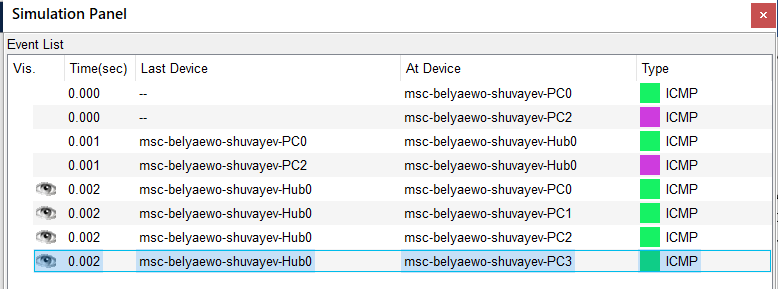 Simulation Panel
Event List
Vis. Time(sec) Last Device At Device Type
0.000 -- msc-belyaewo-shuvayev-PC0 ICMP
0.000 -- msc-belyaewo-shuvayev-PC2 ICMP
0.001 msc-belyaewo-shuvayev-PC0 msc-belyaewo-shuvayev-Hub0 ICMP
0.001 msc-belyaewo-shuvayev-PC2 msc-belyaewo-shuvayev-Hub0 ICMP
0.002 msc-belyaewo-shuvayev-Hub0 msc-belyaewo-shuvayev-PC0 ICMP
0.002 msc-belyaewo-shuvayev-Hub0 msc-belyaewo-shuvayev-PC1 ICMP
0.002 msc-belyaewo-shuvayev-Hub0 msc-belyaewo-shuvayev-PC2 ICMP
0.002 msc-belyaewo-shuvayev-Hub0 msc-belyaewo-shuvayev-PC3 ICMP